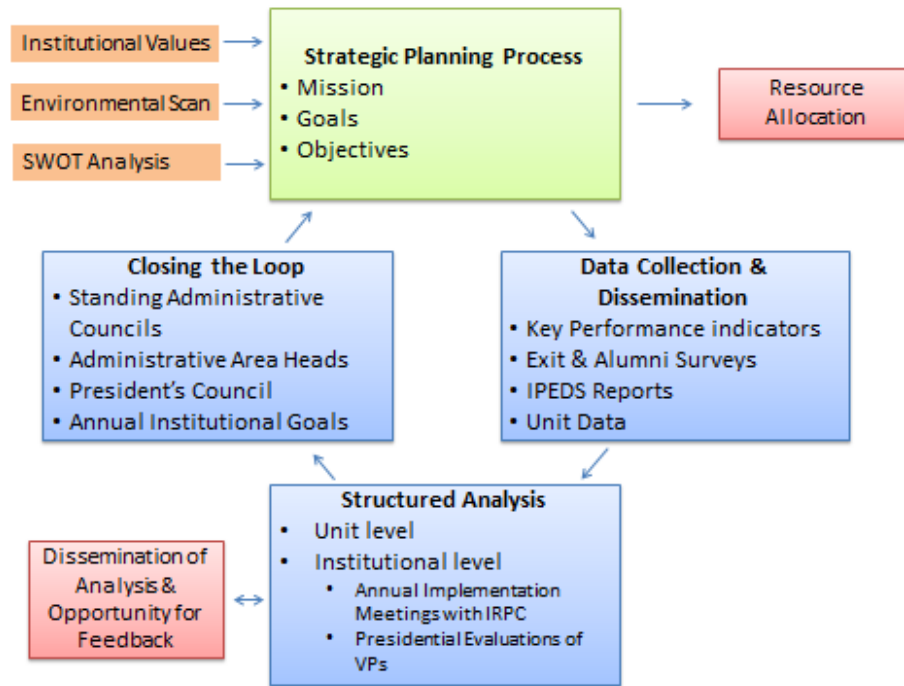 Institutional Values
Environmental Scan
SWOT Analysis
Strategic Planning Process
• Mission
• Goals
• Objectives
Resource
Allocation
Closing the Loop
• Standing Administrative
Councils
• Administrative Area Heads
• President's Council
• Annual Institutional Goals
Data Collection &
Dissemination
• Key Performance indicators
• Exit & Alumni Surveys
• IPEDS Reports
• Unit Data
Structured Analysis
• Unit level
• Institutional level
• Annual Implementation
Meetings with IRPC
• Presidential Evaluations of
VPs
Dissemination of
Analysis &
Opportunity for
Feedback